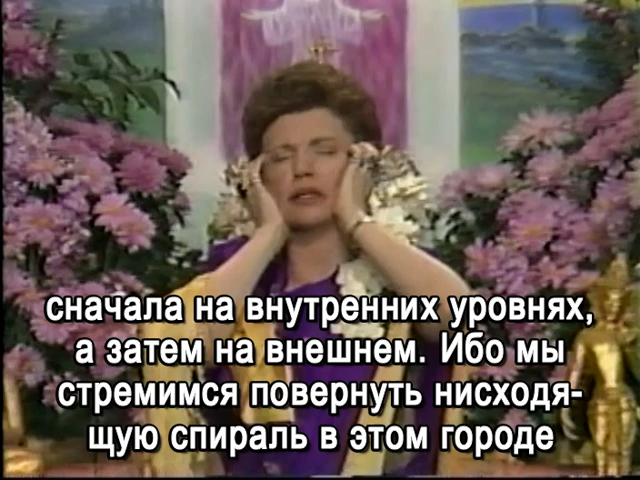 сначала на внутренних уровнях,
а затем на внешнем. Ибо мы
стремимся повернуть нисходя-
щую спираль в этом городе